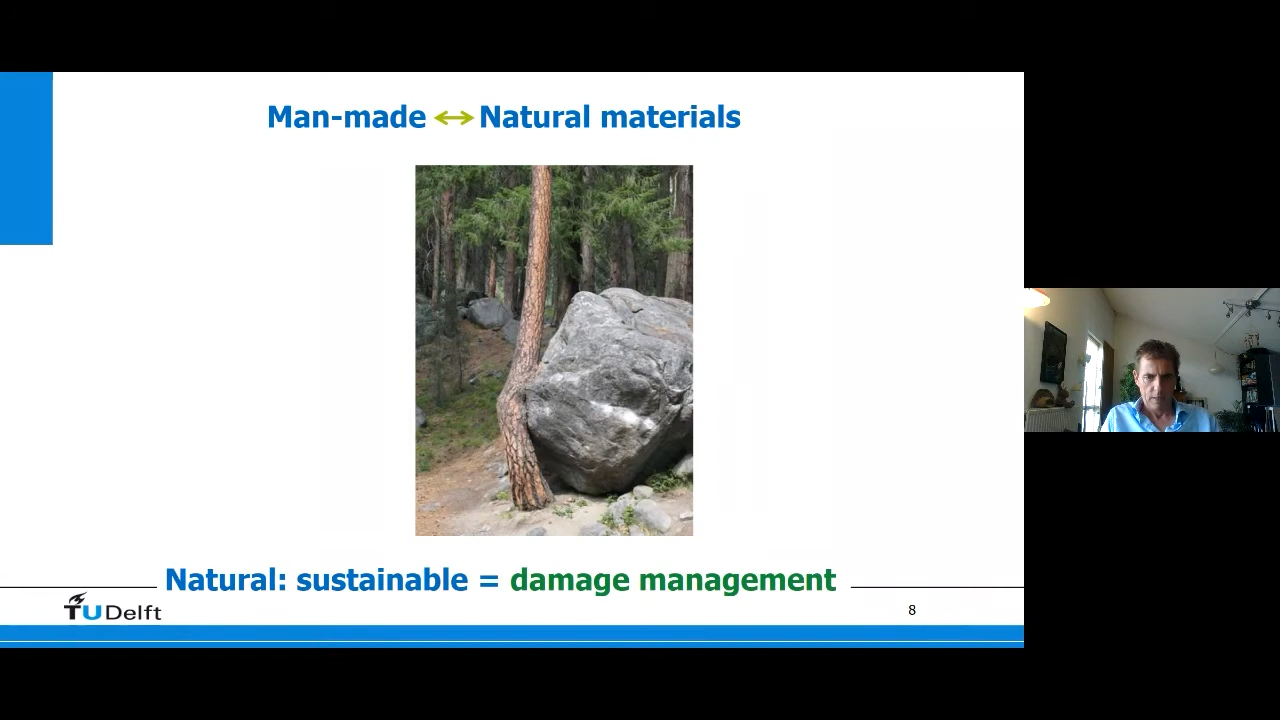 Man-made ↔ Natural materials
Natural: sustainable = damage management
TU Delft
8